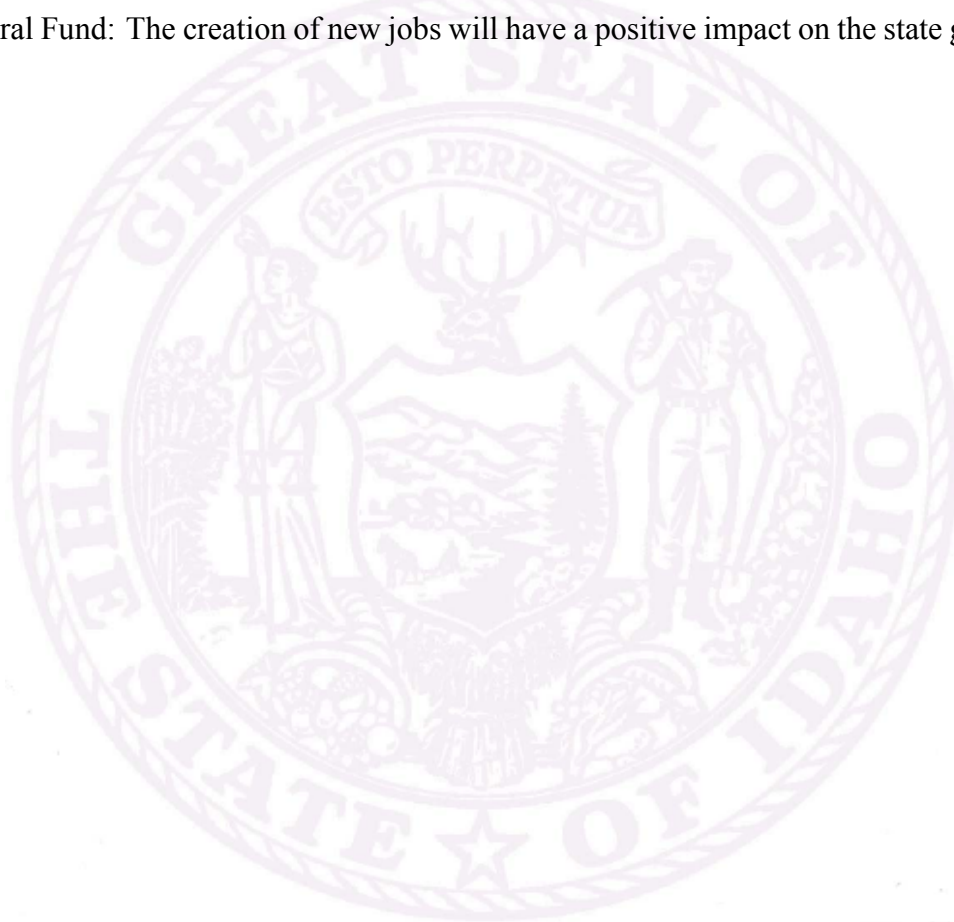 ral Fund: The creation of new jobs will have a positive impact on the state g
GREAT SEAL OF
ESTO PERPETUA
THE STATE OF IDAHO